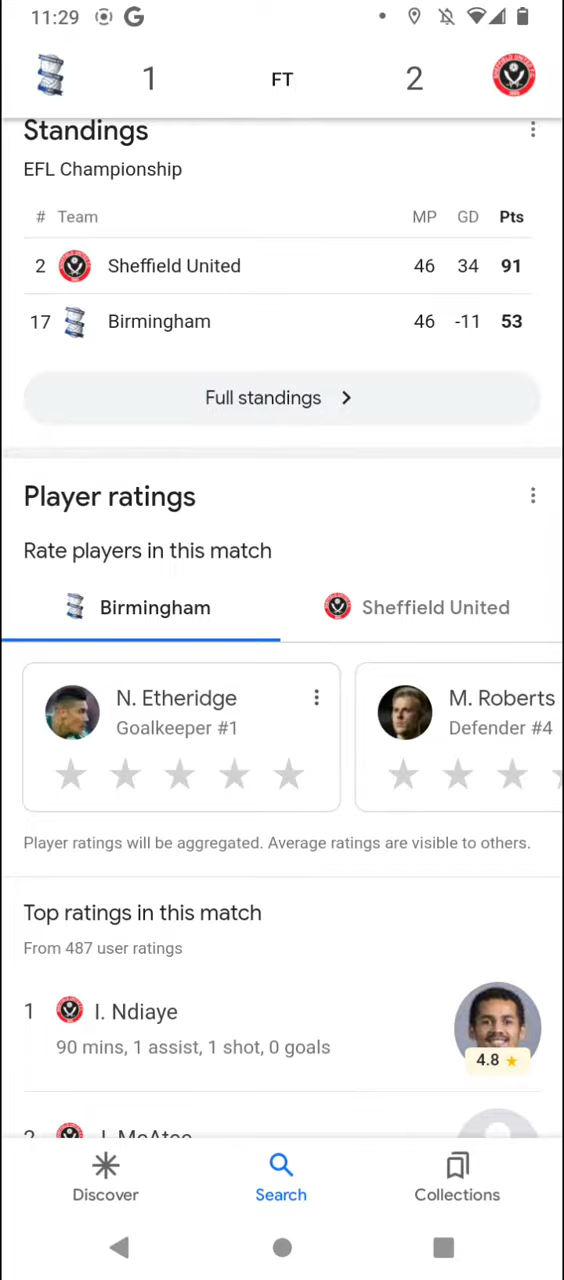 11:29
1 FT 2
Standings
EFL Championship
# Team MP GD Pts
2 Sheffield United 46 34 91
17 Birmingham 46 -11 53
Full standings
Player ratings
Rate players in this match
Birmingham Sheffield United
N. Etheridge M. Roberts
Goalkeeper #1 Defender #4
Player ratings will be aggregated. Average ratings are visible to others.
Top ratings in this match
From 487 user ratings
1 I. Ndiaye
90 mins, 1 assist, 1 shot, 0 goals
4.8
2 J. McAtee
Discover Search Collections